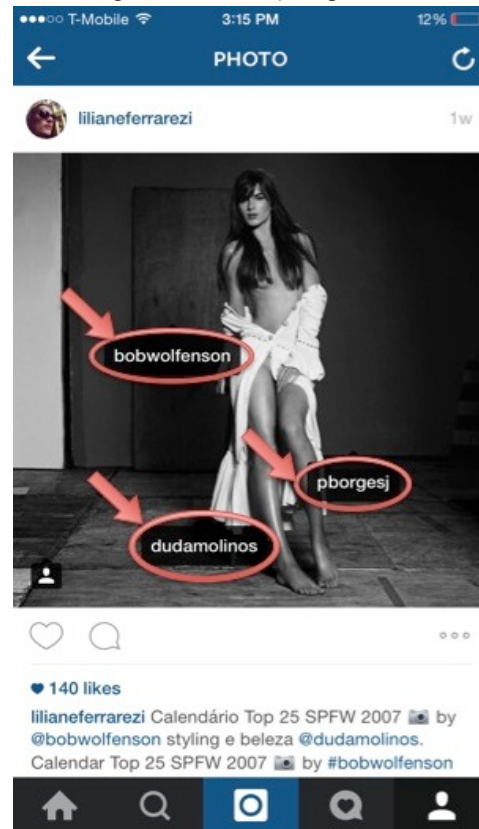 T-Mobile 3:15 PM 12%
PHOTO
lilianeferrarezi 1w
bobwolfenson
pborgesj
dudamolinos
140 likes
lilianeferrarezi Calendário Top 25 SPFW 2007 📷 by
@bobwolfenson styling e beleza @dudamolinos.
Calendar Top 25 SPFW 2007 📷 by #bobwolfenson